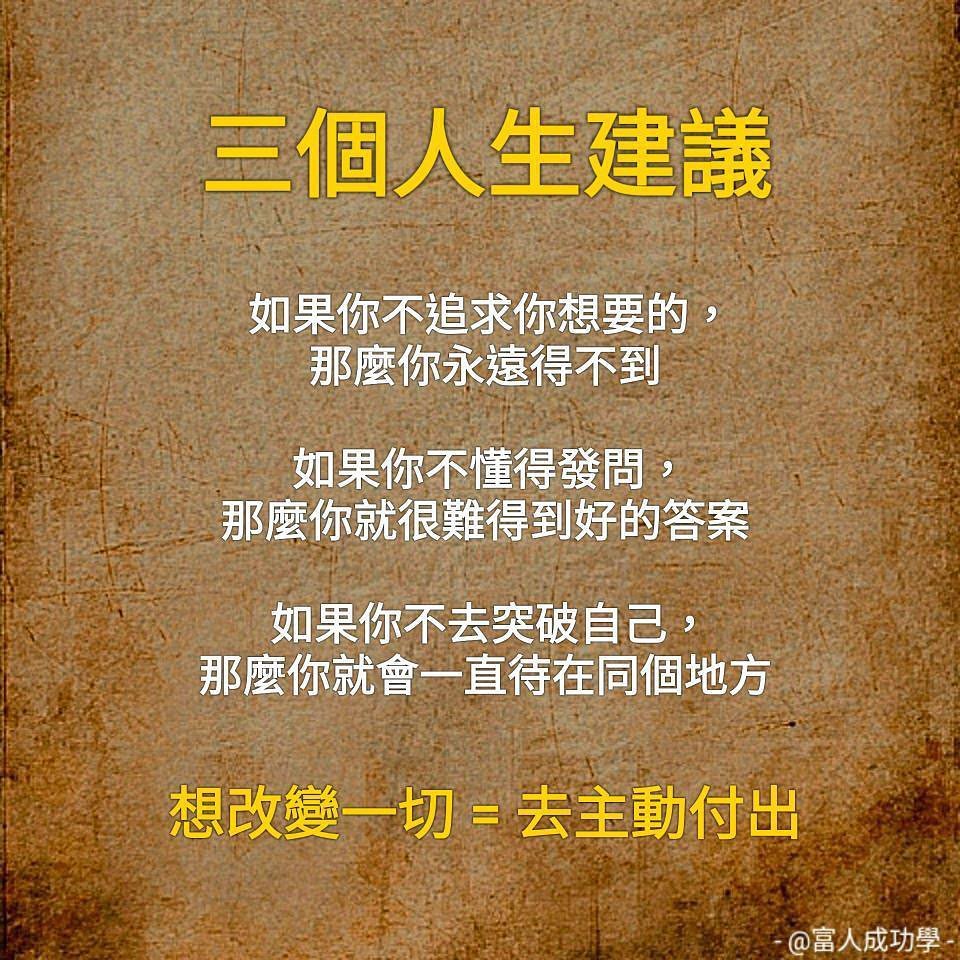 三個人生建議
如果你不追求你想要的，
那麼你永遠得不到
如果你不懂得發問，
那麼你就很難得到好的答案
如果你不去突破自己，
那麼你就會一直待在同個地方
想改變一切 = 去主動付出
- @富人成功學 -